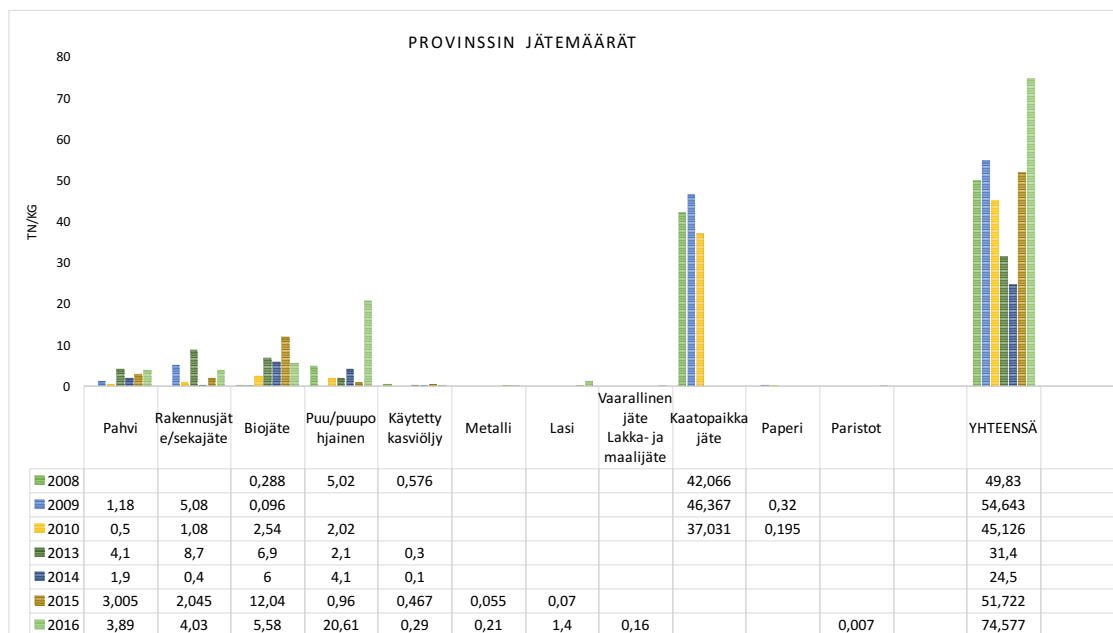 PROVINSSIN JÄTEMÄÄRÄT
80
70
60
50
40
30
20
10
0
TN/KG
Pahvi Rakennusjät e/sekajäte Biojäte Puu/puupo hjainen Käytetty kasviöljy Metalli Lasi Vaarallinen jäte Lakka- ja maalijäte Kaatopaikka jäte Paperi Paristot YHTEENSÄ
2008 0,288 5,02 0,576 42,066 49,83
2009 1,18 5,08 0,096 46,367 0,32 54,643
2010 0,5 1,08 2,54 2,02 37,031 0,195 45,126
2013 4,1 8,7 6,9 2,1 0,3 31,4
2014 1,9 0,4 6 4,1 0,1 24,5
2015 3,005 2,045 12,04 0,96 0,467 0,055 0,07 51,722
2016 3,89 4,03 5,58 20,61 0,29 0,21 1,4 0,16 0,007 74,577